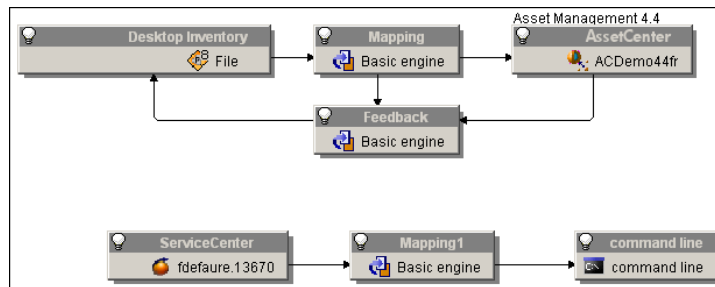 Asset Management 4.4
Desktop Inventory
File
Mapping
Basic engine
AssetCenter
ACDemo44fr
Feedback
Basic engine
ServiceCenter
fdefaure.13670
Mapping1
Basic engine
command line
command line